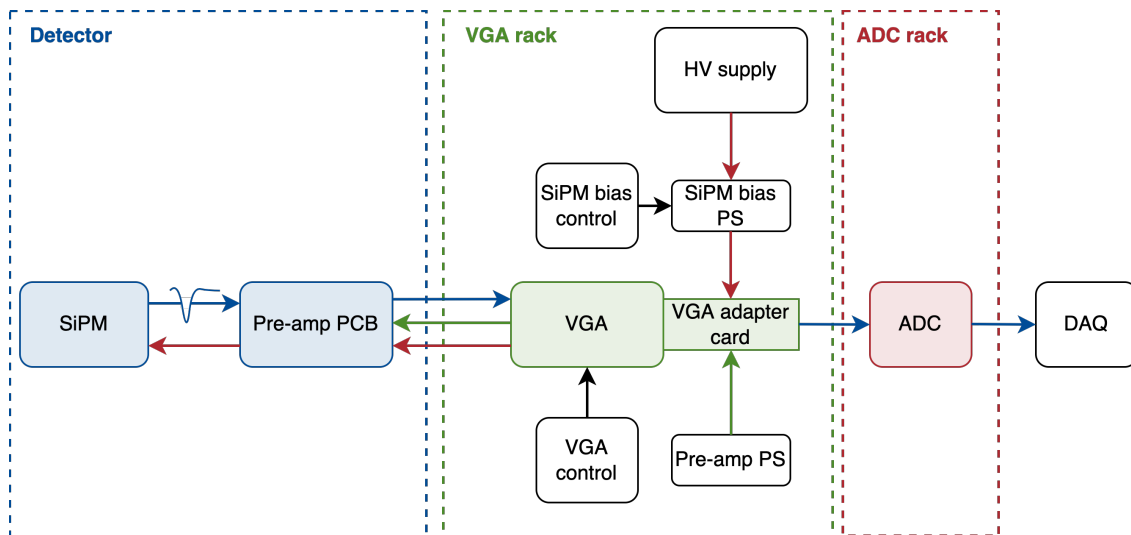 Detector
VGA rack
ADC rack
HV supply
SiPM bias
control
SiPM bias
PS
SiPM
Pre-amp PCB
VGA
VGA adapter
card
ADC
DAQ
VGA
control
Pre-amp PS